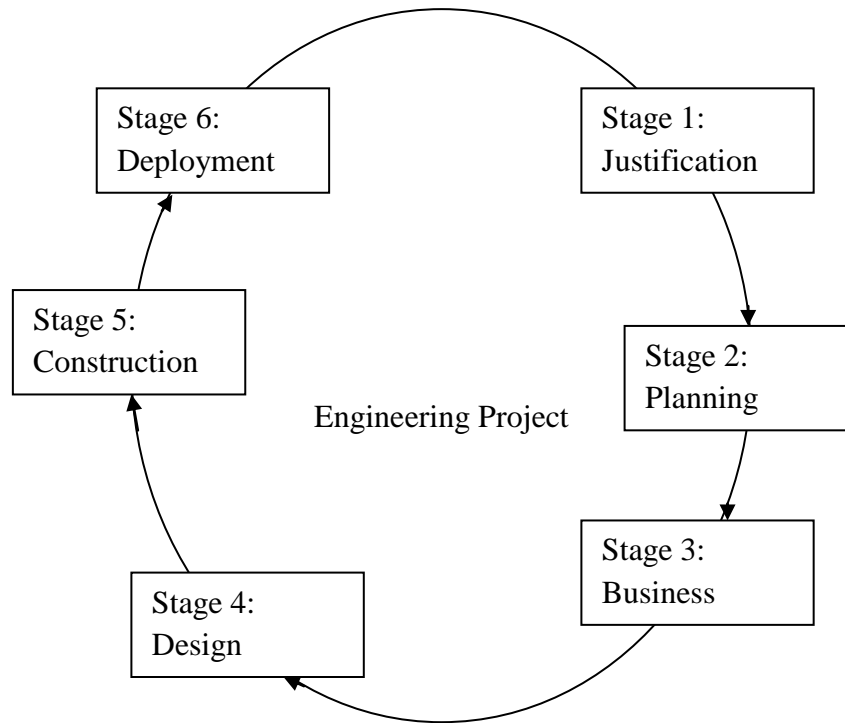 Stage 1:
Justification
Stage 2:
Planning
Stage 3:
Business
Stage 4:
Design
Stage 5:
Construction
Stage 6:
Deployment
Engineering Project